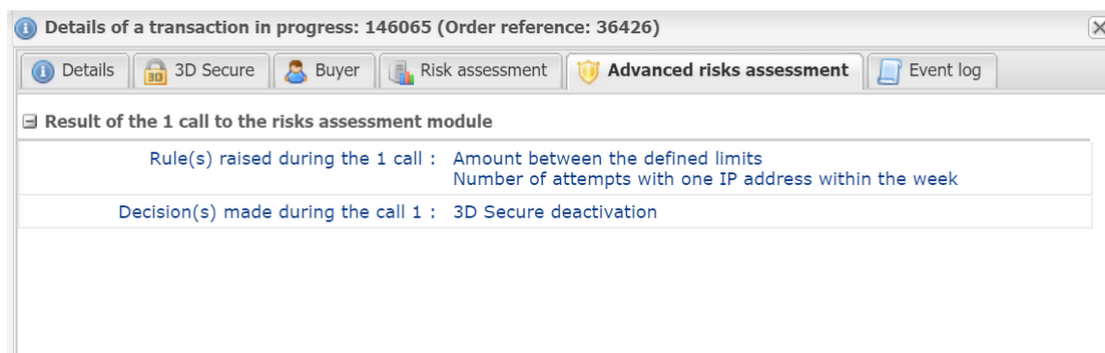 Details of a transaction in progress: 146065 (Order reference: 36426)
Details 3D Secure Buyer Risk assessment Advanced risks assessment Event log
Result of the 1 call to the risks assessment module
Rule(s) raised during the 1 call : Amount between the defined limits
Number of attempts with one IP address within the week
Decision(s) made during the call 1 : 3D Secure deactivation